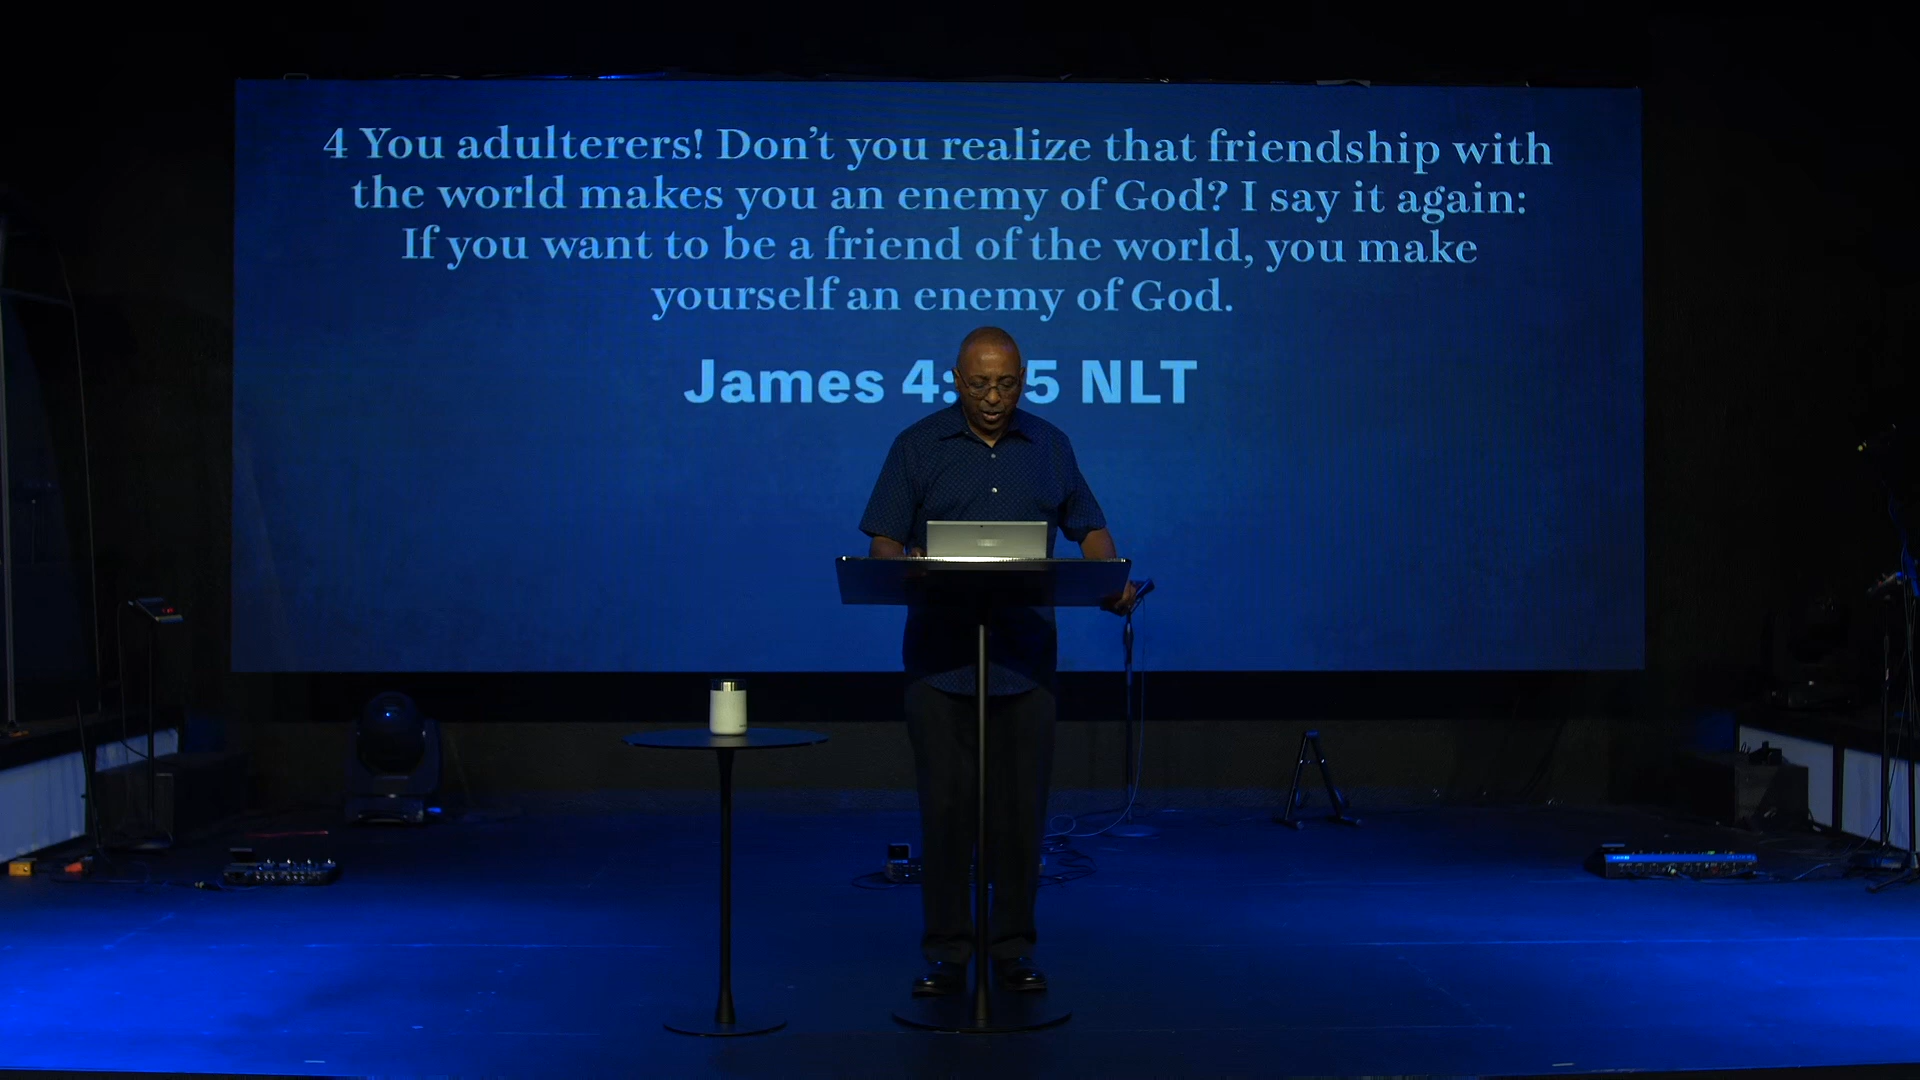 4 You adulterers! Don’t you realize that friendship with
the world makes you an enemy of God? I say it again:
If you want to be a friend of the world, you make
yourself an enemy of God.
James 4: 5 NLT